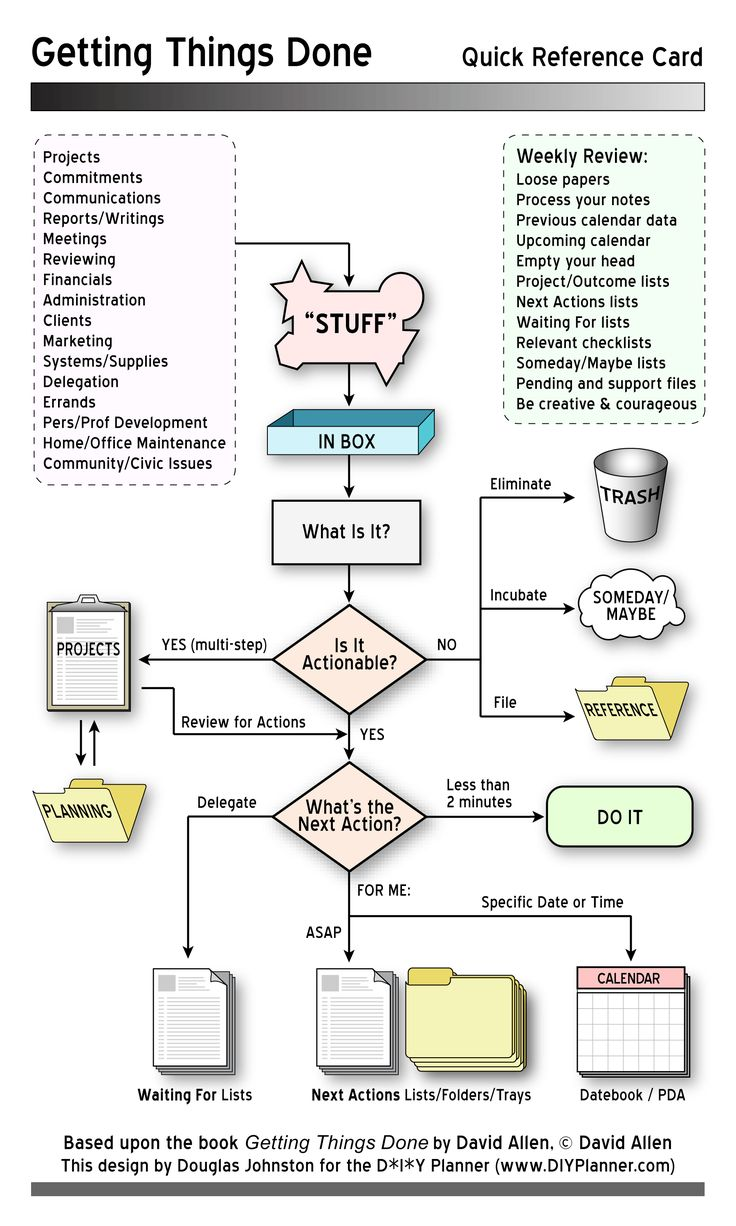 Getting Things Done
Quick Reference Card
Projects
Commitments
Communications
Reports/Writings
Meetings
Reviewing
Financials
Administration
Clients
Marketing
Systems/Supplies
Delegation
Errands
Pers/Prof Development
Home/Office Maintenance
Community/Civic Issues
Weekly Review:
Loose papers
Process your notes
Previous calendar data
Upcoming calendar
Empty your head
Project/Outcome lists
Next Actions lists
Waiting For lists
Relevant checklists
Someday/Maybe lists
Pending and support files
Be creative & courageous
“STUFF”
IN BOX
What Is It?
Eliminate
TRASH
Incubate
SOMEDAY/
MAYBE
Is It
Actionable?
NO
YES (multi-step)
PROJECTS
File
REFERENCE
Review for Actions
YES
PLANNING
Delegate
What's the
Next Action?
Less than
2 minutes
DO IT
FOR ME:
Specific Date or Time
ASAP
CALENDAR
Waiting For Lists
Next Actions Lists/Folders/Trays
Datebook / PDA
Based upon the book Getting Things Done by David Allen, © David Allen
This design by Douglas Johnston for the D*I*Y Planner (www.DIYPlanner.com)